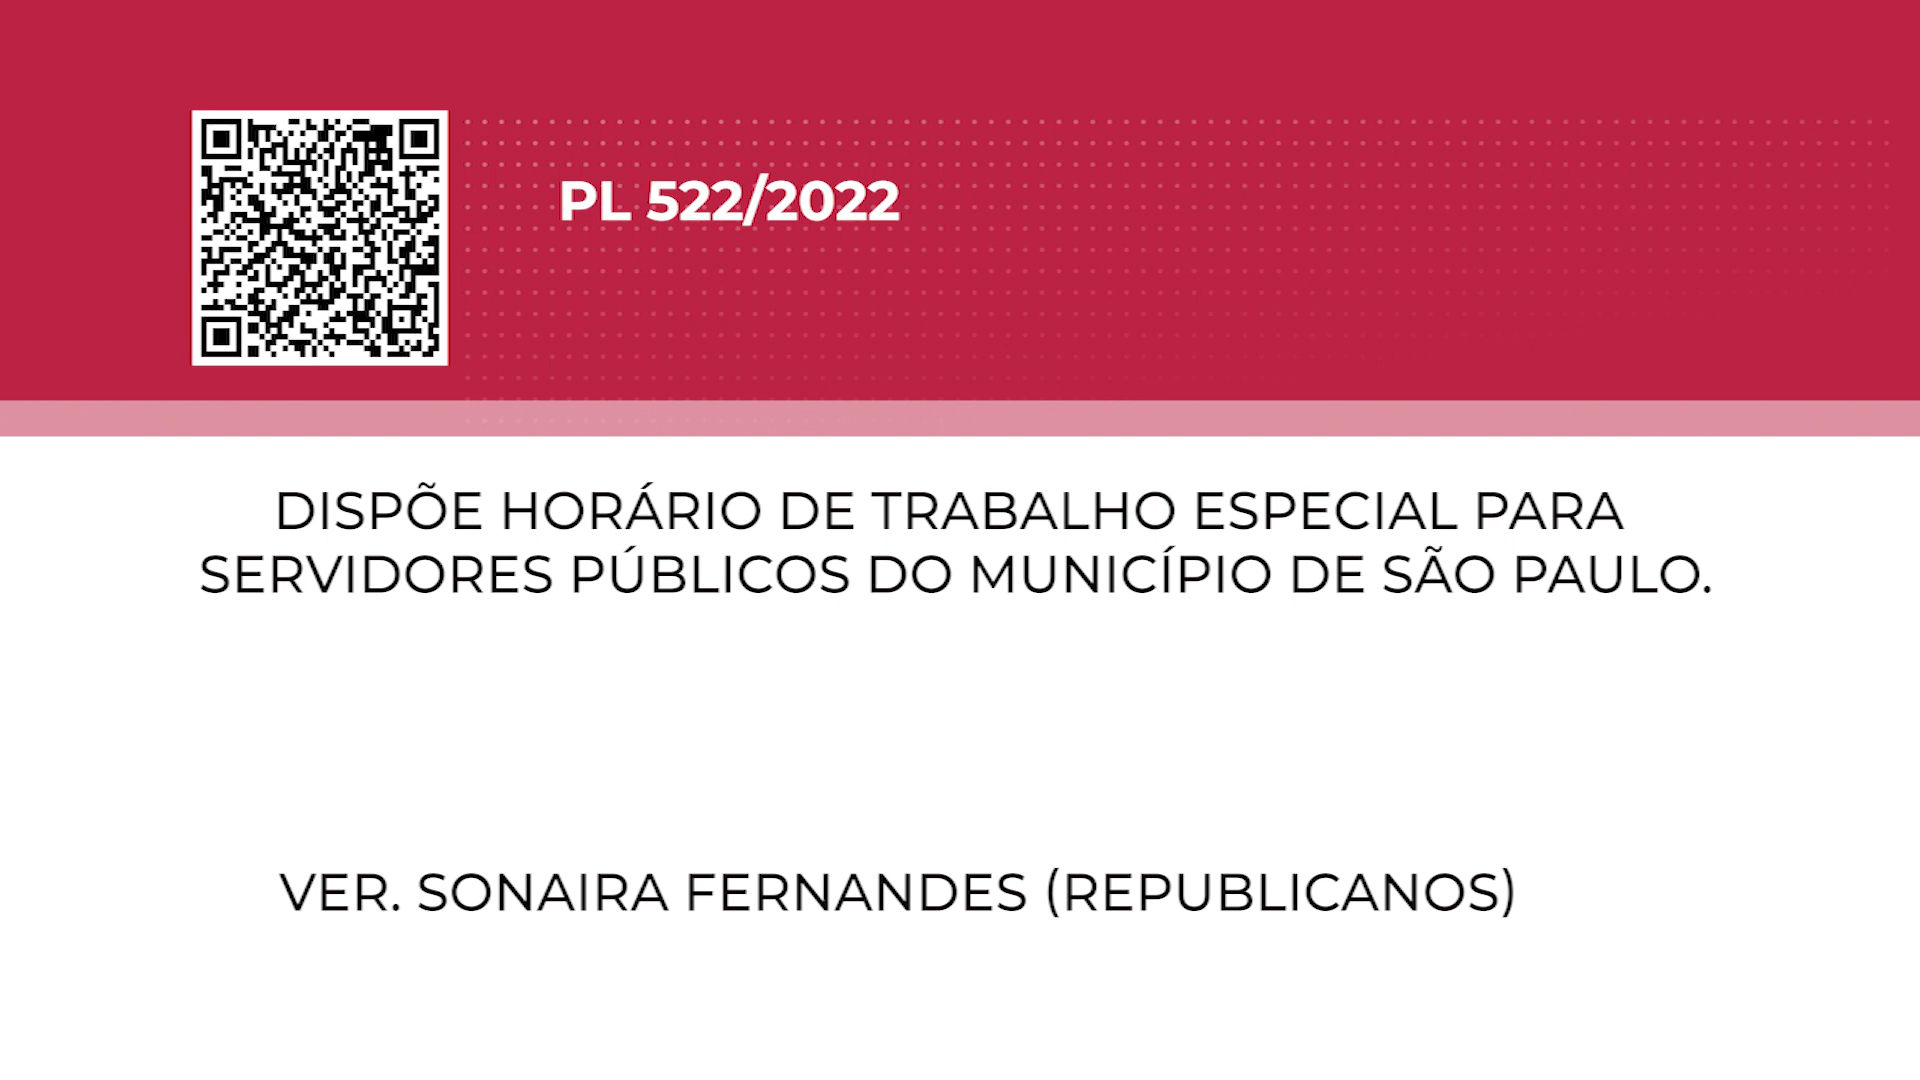 PL 522/2022
DISPÕE HORÁRIO DE TRABALHO ESPECIAL PARA
SERVIDORES PÚBLICOS DO MUNICÍPIO DE SÃO PAULO.
VER. SONAIRA FERNANDES (REPUBLICANOS)